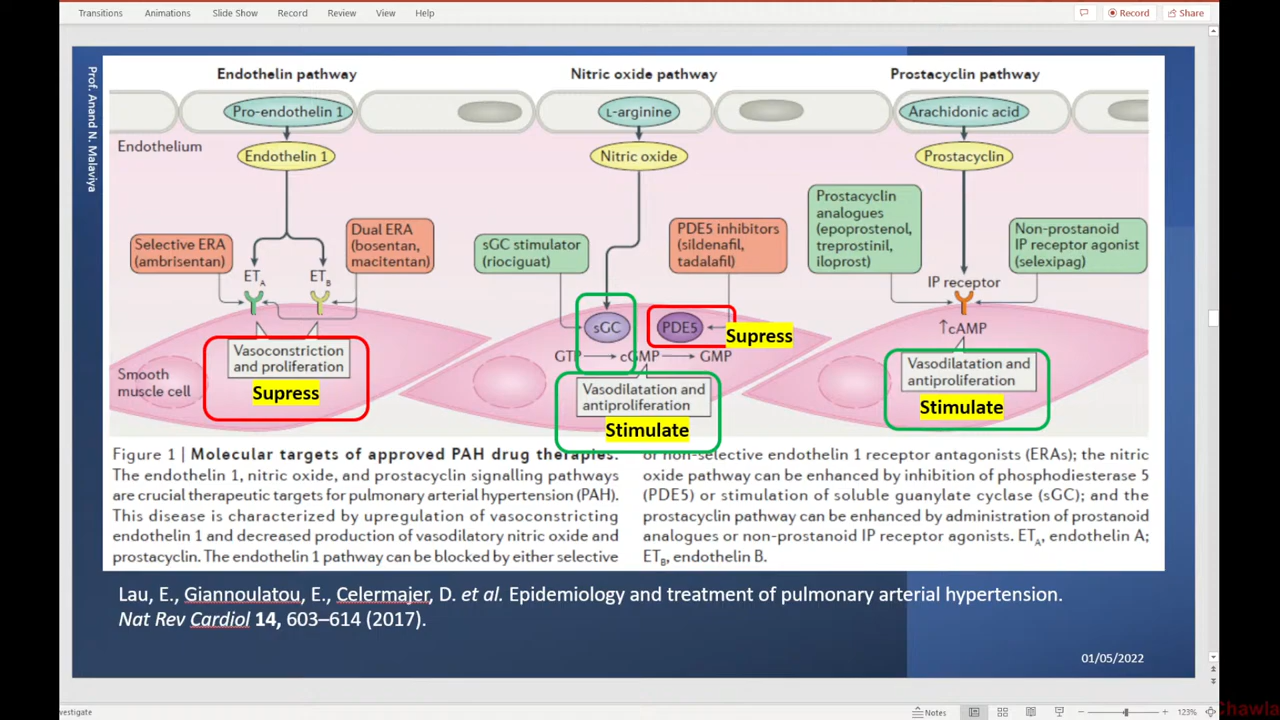 Transitions Animations Slide Show Record Review View Help
Record Share
Prof. Anand N. Malaviya
Endothelin pathway
Nitric oxide pathway
Prostacyclin pathway
Pro-endothelin 1
L-arginine
Arachidonic acid
Endothelium
Endothelin 1
Nitric oxide
Prostacyclin
Selective ERA
(ambrisentan)
Dual ERA
(bosentan,
macitentan)
sGC stimulator
(riociguat)
PDE5 inhibitors
(sildenafil,
tadalafil)
Prostacyclin
analogues
(epoprostenol,
treprostinil,
iloprost)
Non-prostanoid
IP receptor agonist
(selexipag)
ETA
ETB
IP receptor
sGC
PDE5
Supress
↑cAMP
GTP cGMP GMP
Vasoconstriction
and proliferation
Supress
Smooth
muscle cell
Vasodilatation and
antiproliferation
Stimulate
Vasodilatation and
antiproliferation
Stimulate
Figure 1 | Molecular targets of approved PAH drug therapies.
The endothelin 1, nitric oxide, and prostacyclin signalling pathways
are crucial therapeutic targets for pulmonary arterial hypertension (PAH).
This disease is characterized by upregulation of vasoconstricting
endothelin 1 and decreased production of vasodilatory nitric oxide and
prostacyclin. The endothelin 1 pathway can be blocked by either selective
or non-selective endothelin 1 receptor antagonists (ERAs); the nitric
oxide pathway can be enhanced by inhibition of phosphodiesterase 5
(PDE5) or stimulation of soluble guanylate cyclase (sGC); and the
prostacyclin pathway can be enhanced by administration of prostanoid
analogues or non-prostanoid IP receptor agonists. ETA, endothelin A;
ETB, endothelin B.
Lau, E., Giannoulatou, E., Celermajer, D. et al. Epidemiology and treatment of pulmonary arterial hypertension.
Nat Rev Cardiol 14, 603–614 (2017).
01/05/2022
vestigate
Notes
123%
Chawla